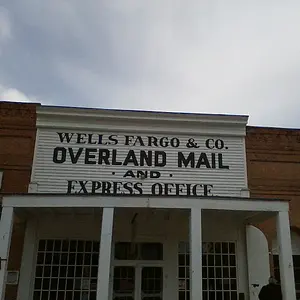 WELLS FARGO & CO.
OVERLAND MAIL
· AND ·
EXPRESS OFFICE